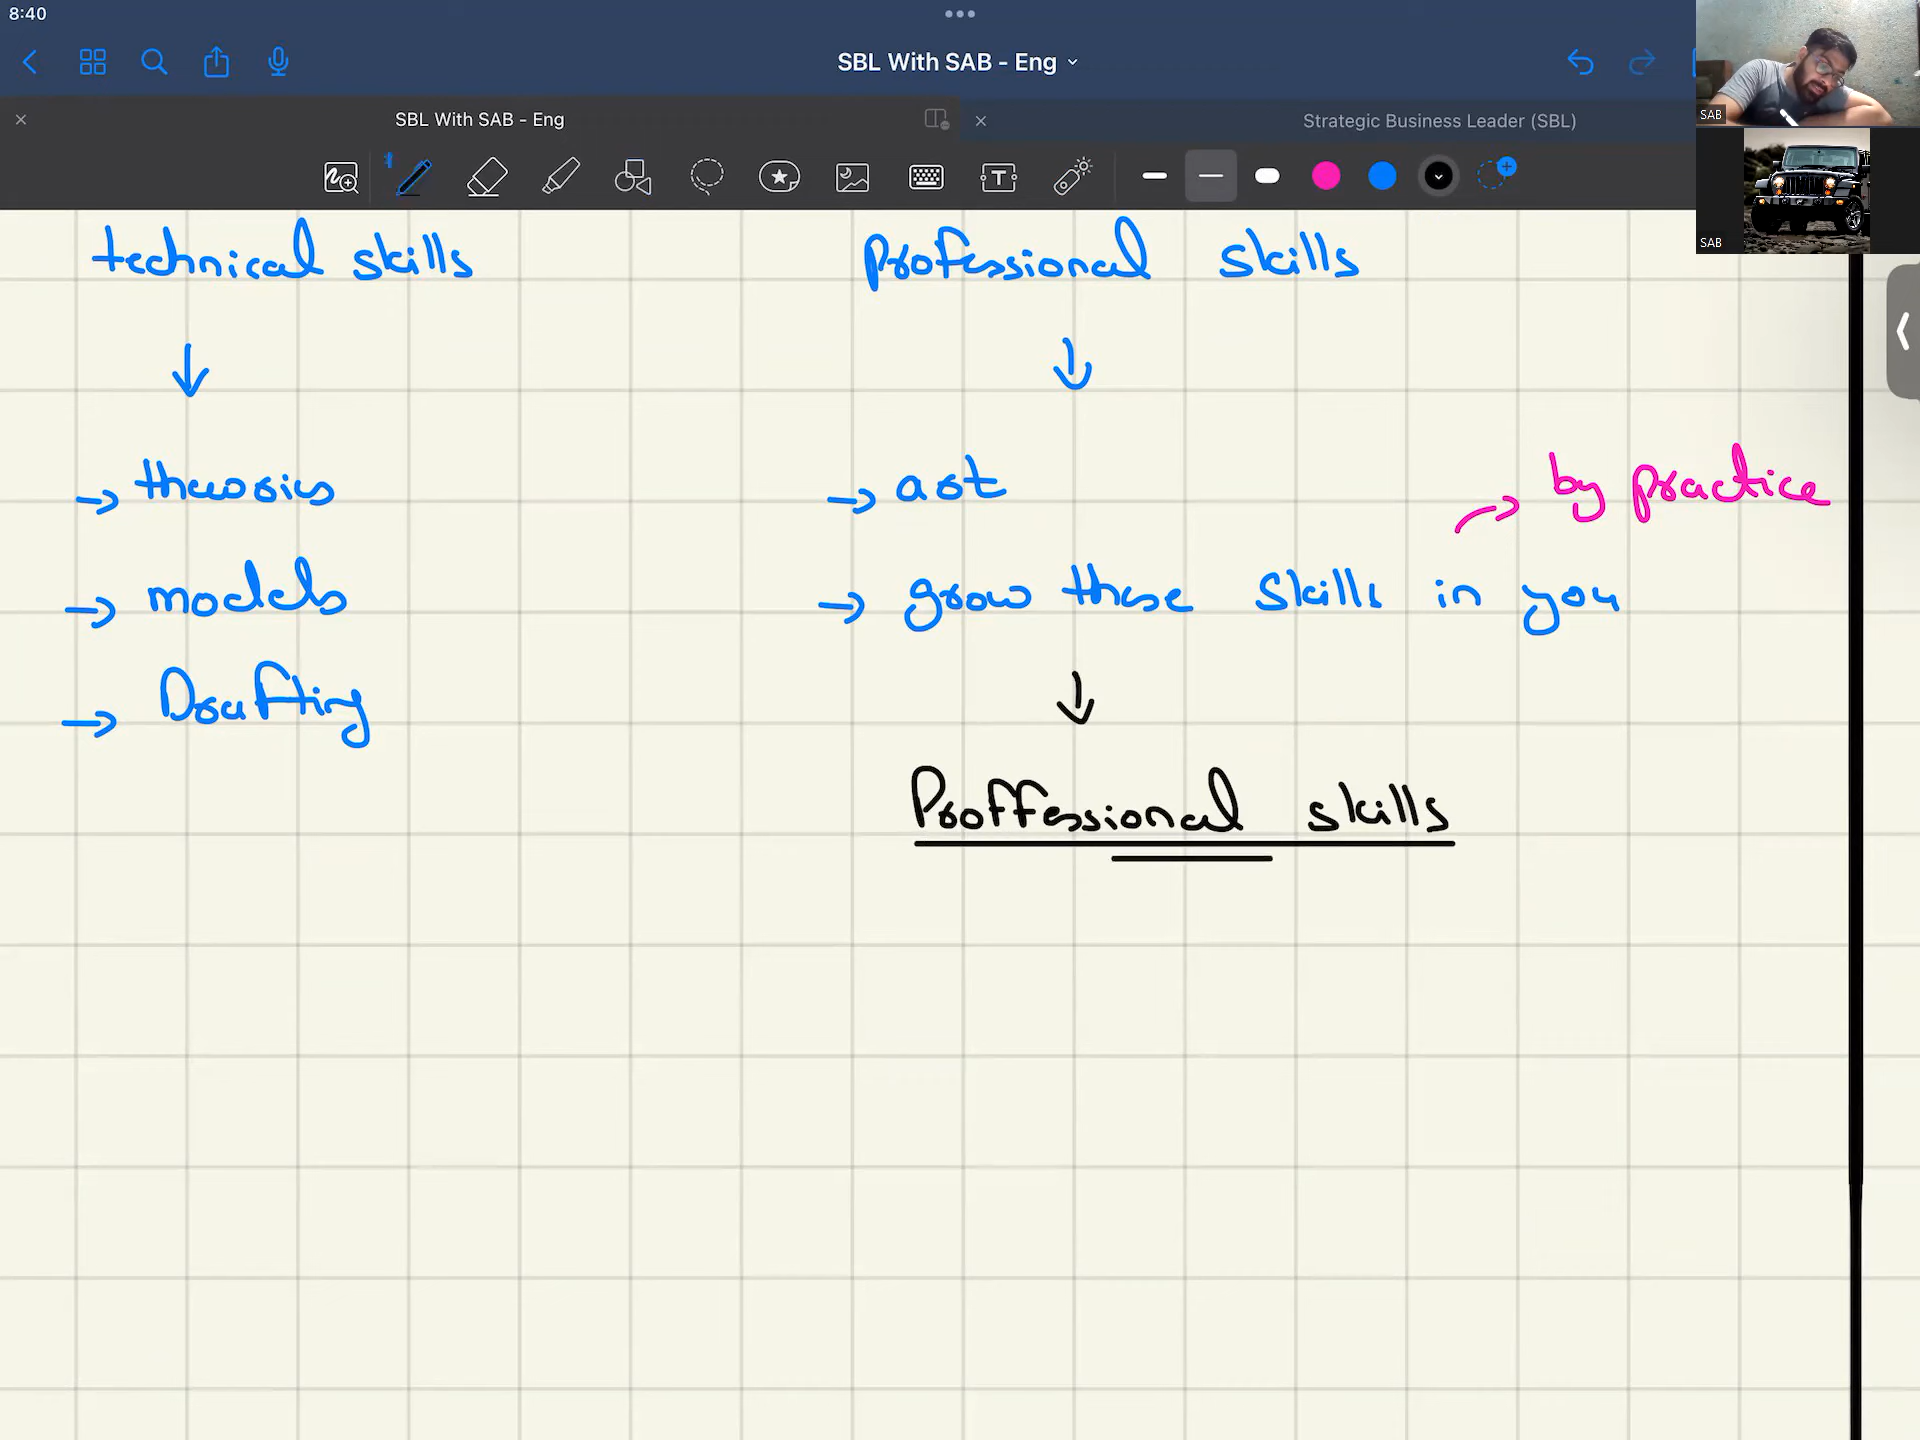 8:40
SBL With SAB - Eng
SBL With SAB - Eng
Strategic Business Leader (SBL)
SAB
SAB
technical skills
Professional skills
→ theories
→ art
→ by practice
→ models
→ grow these skills in you
→ Drafting
Proffessional skills